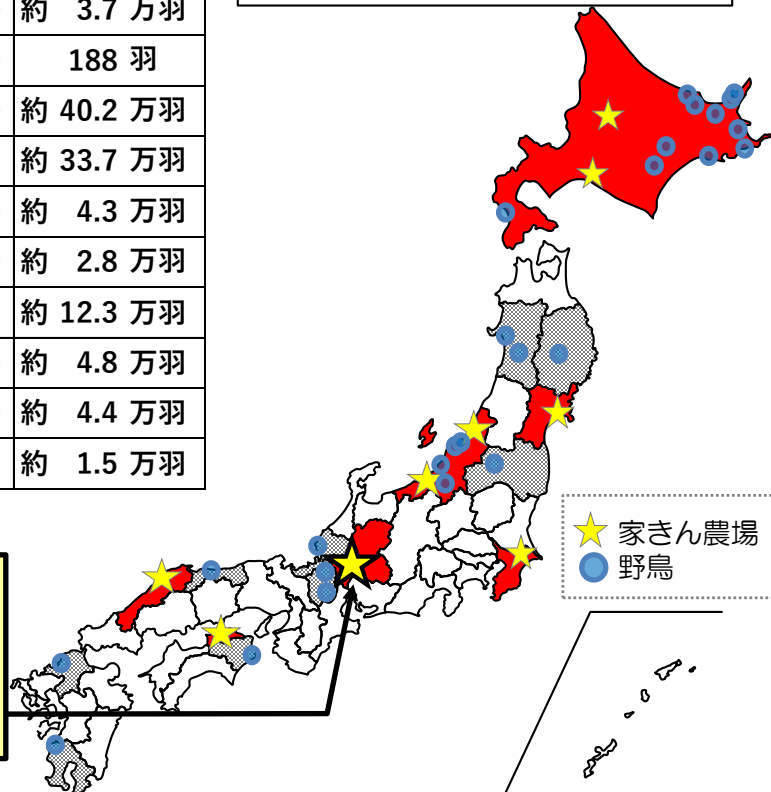 約 3.7 万羽
188 羽
約 40.2 万羽
約 33.7 万羽
約 4.3 万羽
約 2.8 万羽
約 12.3 万羽
約 4.8 万羽
約 4.4 万羽
約 1.5 万羽
家きん農場
野鳥